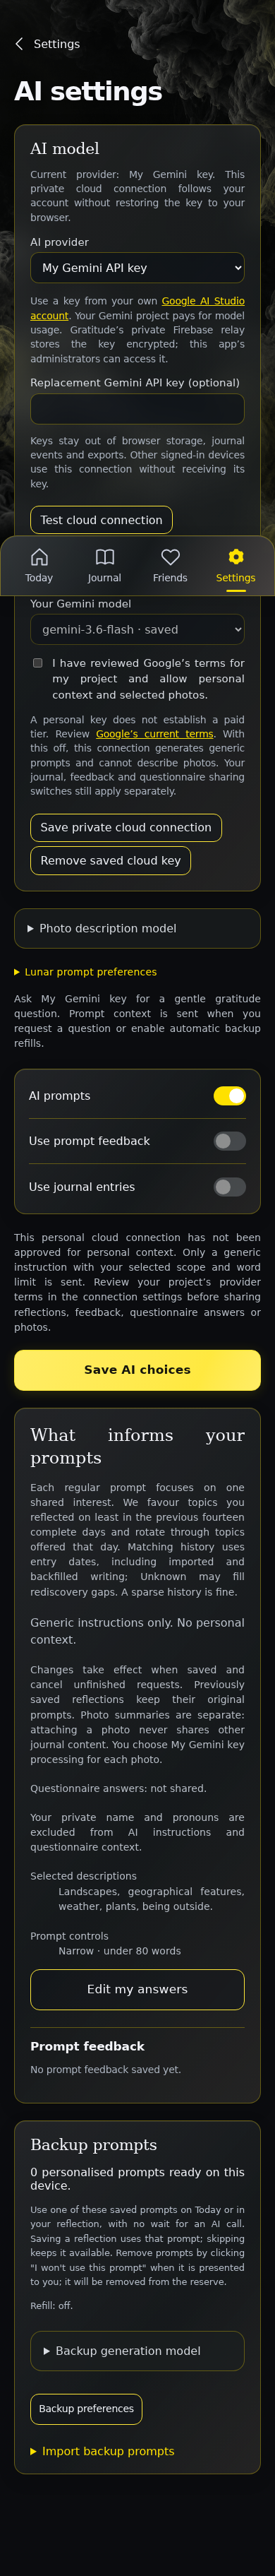 Settings
AI settings
AI model
Current provider: My Gemini key. This
private cloud connection follows your
account without restoring the key to your
browser.
AI provider
My Gemini API key
Use a key from your own Google AI Studio
account. Your Gemini project pays for model
usage. Gratitude's private Firebase relay
stores the key encrypted; this app's
administrators can access it.
Replacement Gemini API key (optional)
Keys stay out of browser storage, journal
events and exports. Other signed-in devices
use this connection without receiving its
key.
Test cloud connection
Today
Journal
Friends
Settings
Your Gemini model
gemini-3.6-flash · saved
I have reviewed Google's terms for
my project and allow personal
context and selected photos.
A personal key does not establish a paid
tier. Review Google's current terms. With
this off, this connection generates generic
prompts and cannot describe photos. Your
journal, feedback and questionnaire sharing
switches still apply separately.
Save private cloud connection
Remove saved cloud key
Photo description model
Lunar prompt preferences
Ask My Gemini key for a gentle gratitude
question. Prompt context is sent when you
request a question or enable automatic backup
refills.
AI prompts
Use prompt feedback
Use journal entries
This personal cloud connection has not been
approved for personal context. Only a generic
instruction with your selected scope and word
limit is sent. Review your project's provider
terms in the connection settings before sharing
reflections, feedback, questionnaire answers or
photos.
Save AI choices
What informs your
prompts
Each regular prompt focuses on one
shared interest. We favour topics you
reflected on least in the previous fourteen
complete days and rotate through topics
offered that day. Matching history uses
entry dates, including imported and
backfilled writing; Unknown may fill
rediscovery gaps. A sparse history is fine.
Generic instructions only. No personal
context.
Changes take effect when saved and
cancel unfinished requests. Previously
saved reflections keep their original
prompts. Photo summaries are separate:
attaching a photo never shares other
journal content. You choose My Gemini key
processing for each photo.
Questionnaire answers: not shared.
Your private name and pronouns are
excluded from AI instructions and
questionnaire context.
Selected descriptions
Landscapes, geographical features,
weather, plants, being outside.
Prompt controls
Narrow · under 80 words
Edit my answers
Prompt feedback
No prompt feedback saved yet.
Backup prompts
0 personalised prompts ready on this
device.
Use one of these saved prompts on Today or in
your reflection, with no wait for an AI call.
Saving a reflection uses that prompt; skipping
keeps it available. Remove prompts by clicking
"I won't use this prompt" when it is presented
to you; it will be removed from the reserve.
Refill: off.
Backup generation model
Backup preferences
Import backup prompts